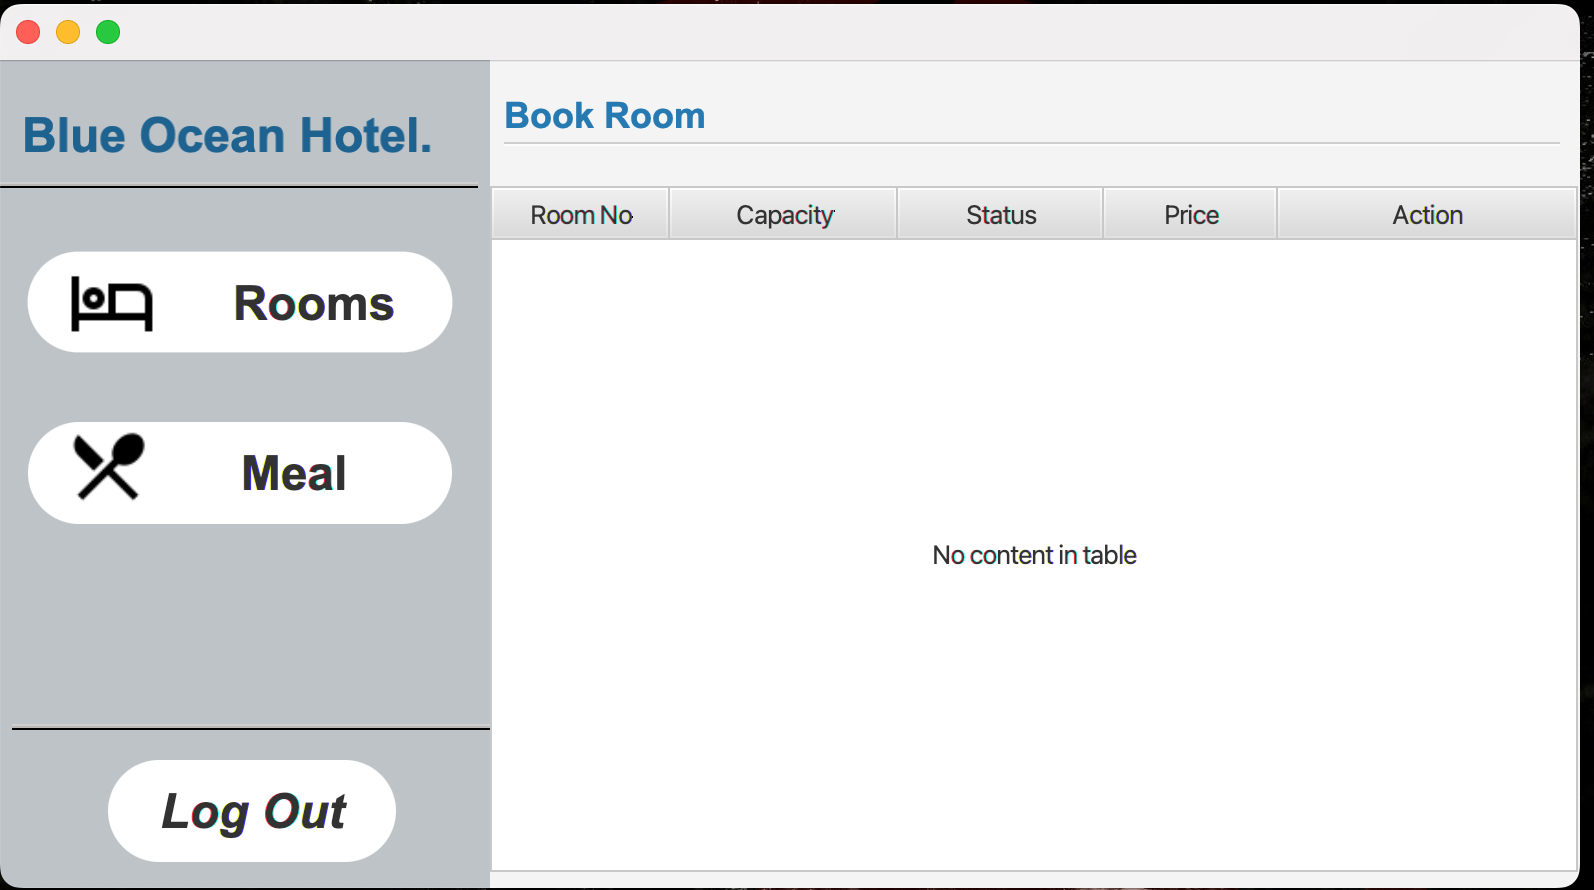 Blue Ocean Hotel.
Rooms
Meal
Log Out
Book Room
Room No Capacity Status Price Action
No content in table